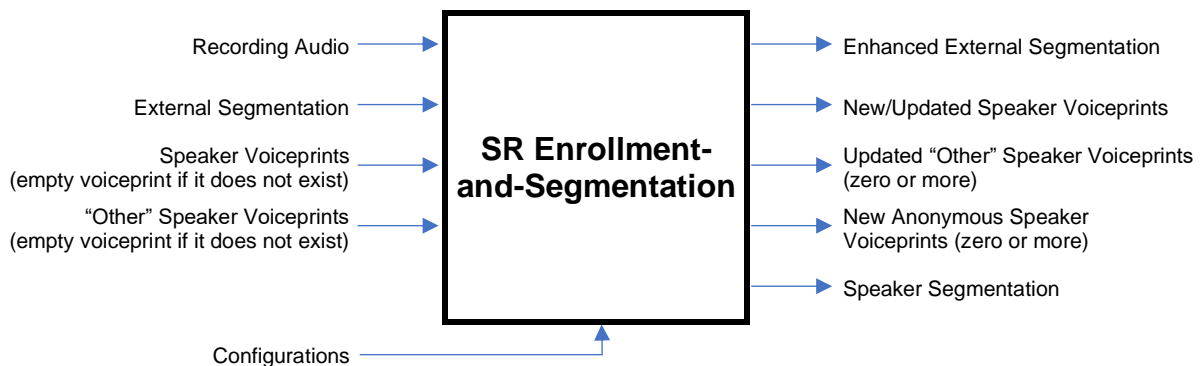 Recording Audio
External Segmentation
Speaker Voiceprints
(empty voiceprint if it does not exist)
“Other” Speaker Voiceprints
(empty voiceprint if it does not exist)
Configurations
SR Enrollment-
and-Segmentation
Enhanced External Segmentation
New/Updated Speaker Voiceprints
Updated “Other” Speaker Voiceprints
(zero or more)
New Anonymous Speaker
Voiceprints (zero or more)
Speaker Segmentation